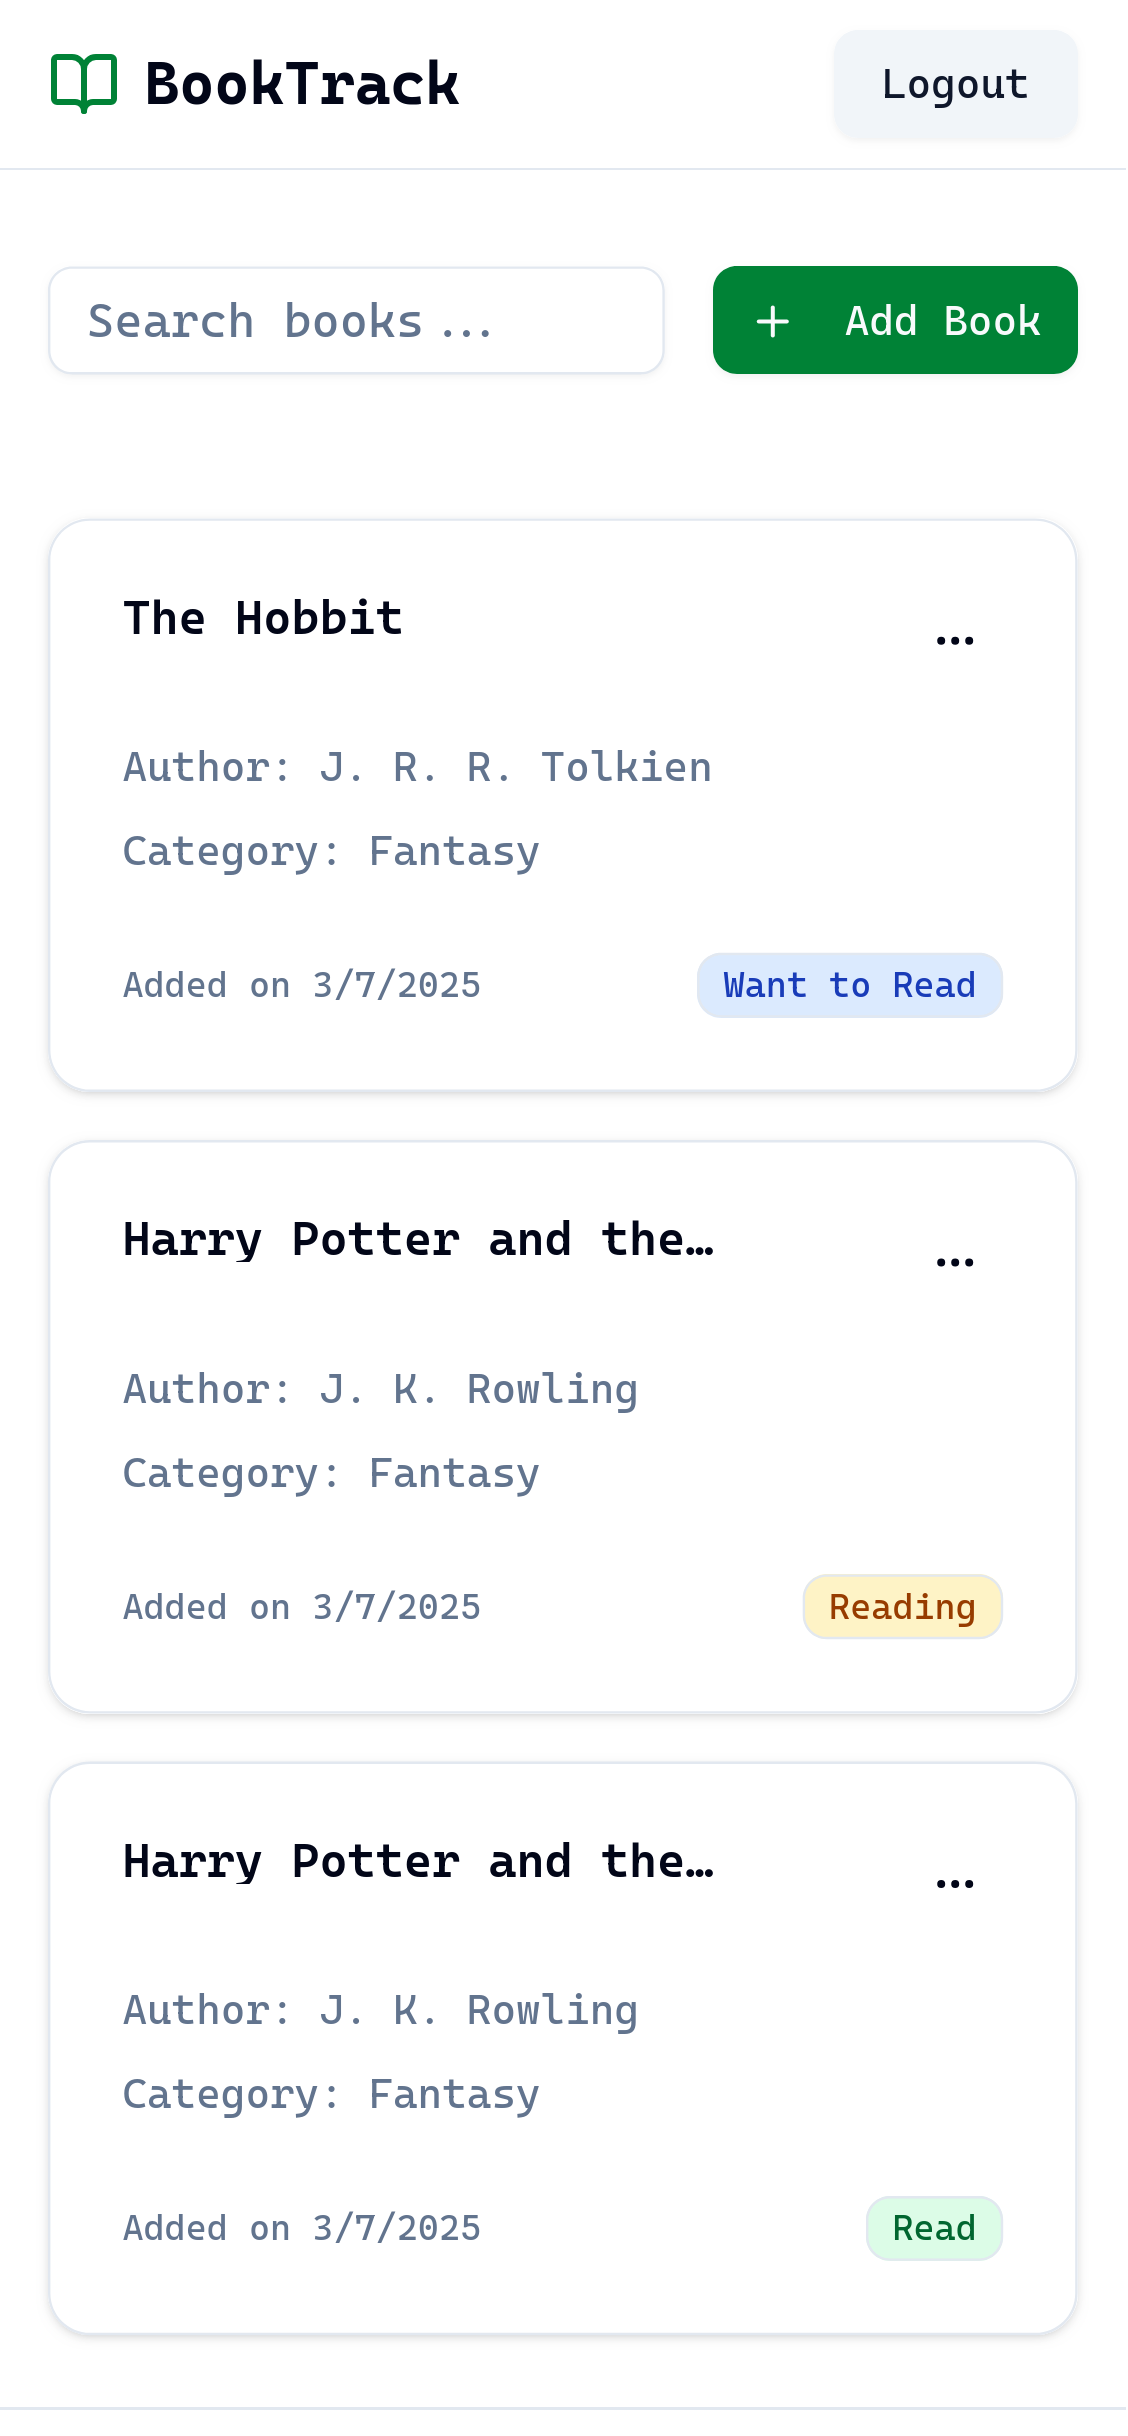 BookTrack
Logout
Search books...
+ Add Book
The Hobbit
...
Author: J. R. R. Tolkien
Category: Fantasy
Added on 3/7/2025
Want to Read
Harry Potter and the…
...
Author: J. K. Rowling
Category: Fantasy
Added on 3/7/2025
Reading
Harry Potter and the…
...
Author: J. K. Rowling
Category: Fantasy
Added on 3/7/2025
Read